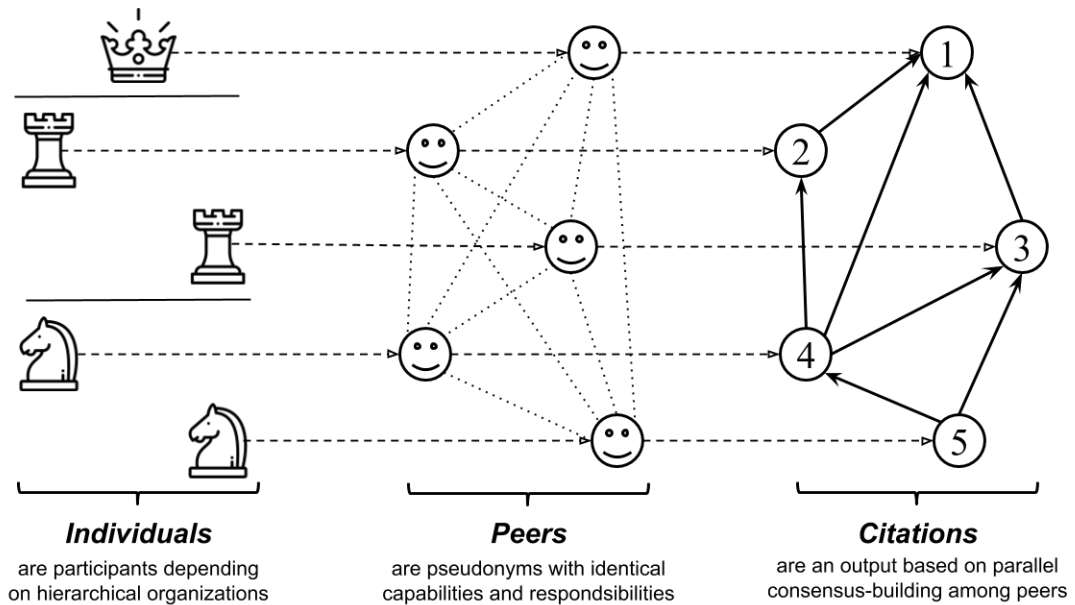 1
2
3
4
5
Individuals
are participants depending
on hierarchical organizations
Peers
are pseudonyms with identical
capabilities and respondsibilities
Citations
are an output based on parallel
consensus-building among peers